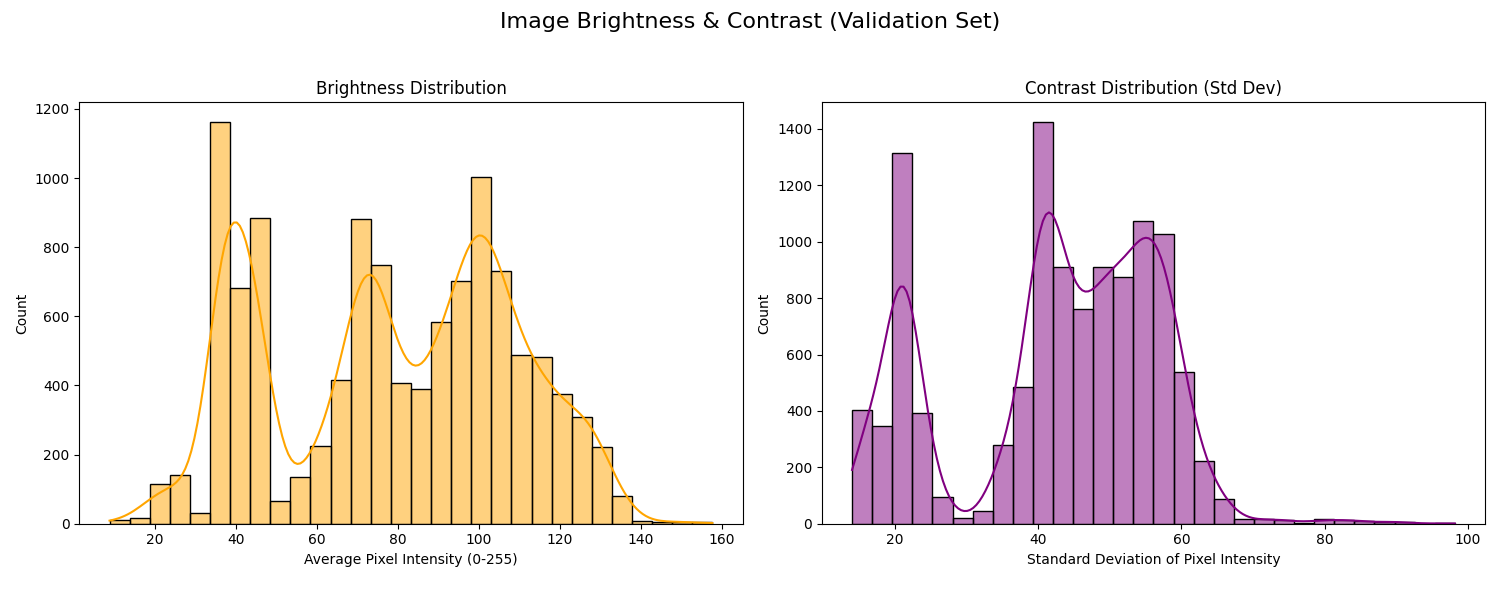 Image Brightness & Contrast (Validation Set)
Brightness Distribution
1200
1000
800
600
400
200
0
Count
20 40 60 80 100 120 140 160
Average Pixel Intensity (0-255)
Contrast Distribution (Std Dev)
1400
1200
1000
800
600
400
200
0
Count
20 40 60 80 100
Standard Deviation of Pixel Intensity